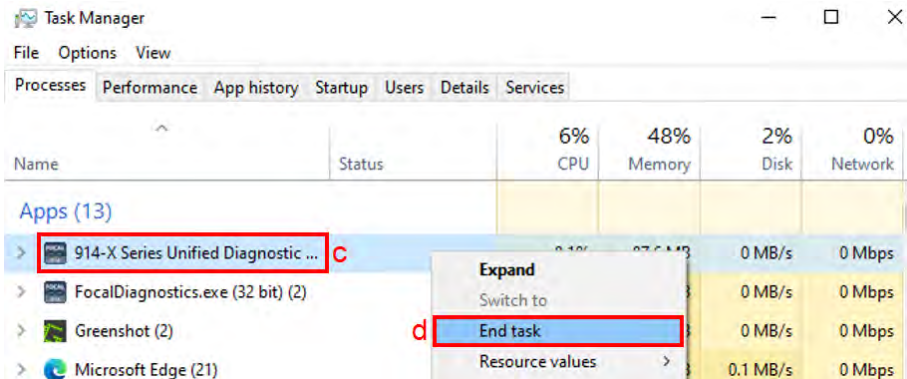 Task Manager
File Options View
Processes Performance App history Startup Users Details Services
6% 48% 2% 0%
Name Status CPU Memory Disk Network
Apps (13)
914-X Series Unified Diagnostic ... c 0 MB/s 0 Mbps
Expand
FocalDiagnostics.exe (32 bit) (2) 0 MB/s 0 Mbps
Switch to
Greenshot (2) d End task 0 MB/s 0 Mbps
Microsoft Edge (21) Resource values 0.1 MB/s 0 Mbps